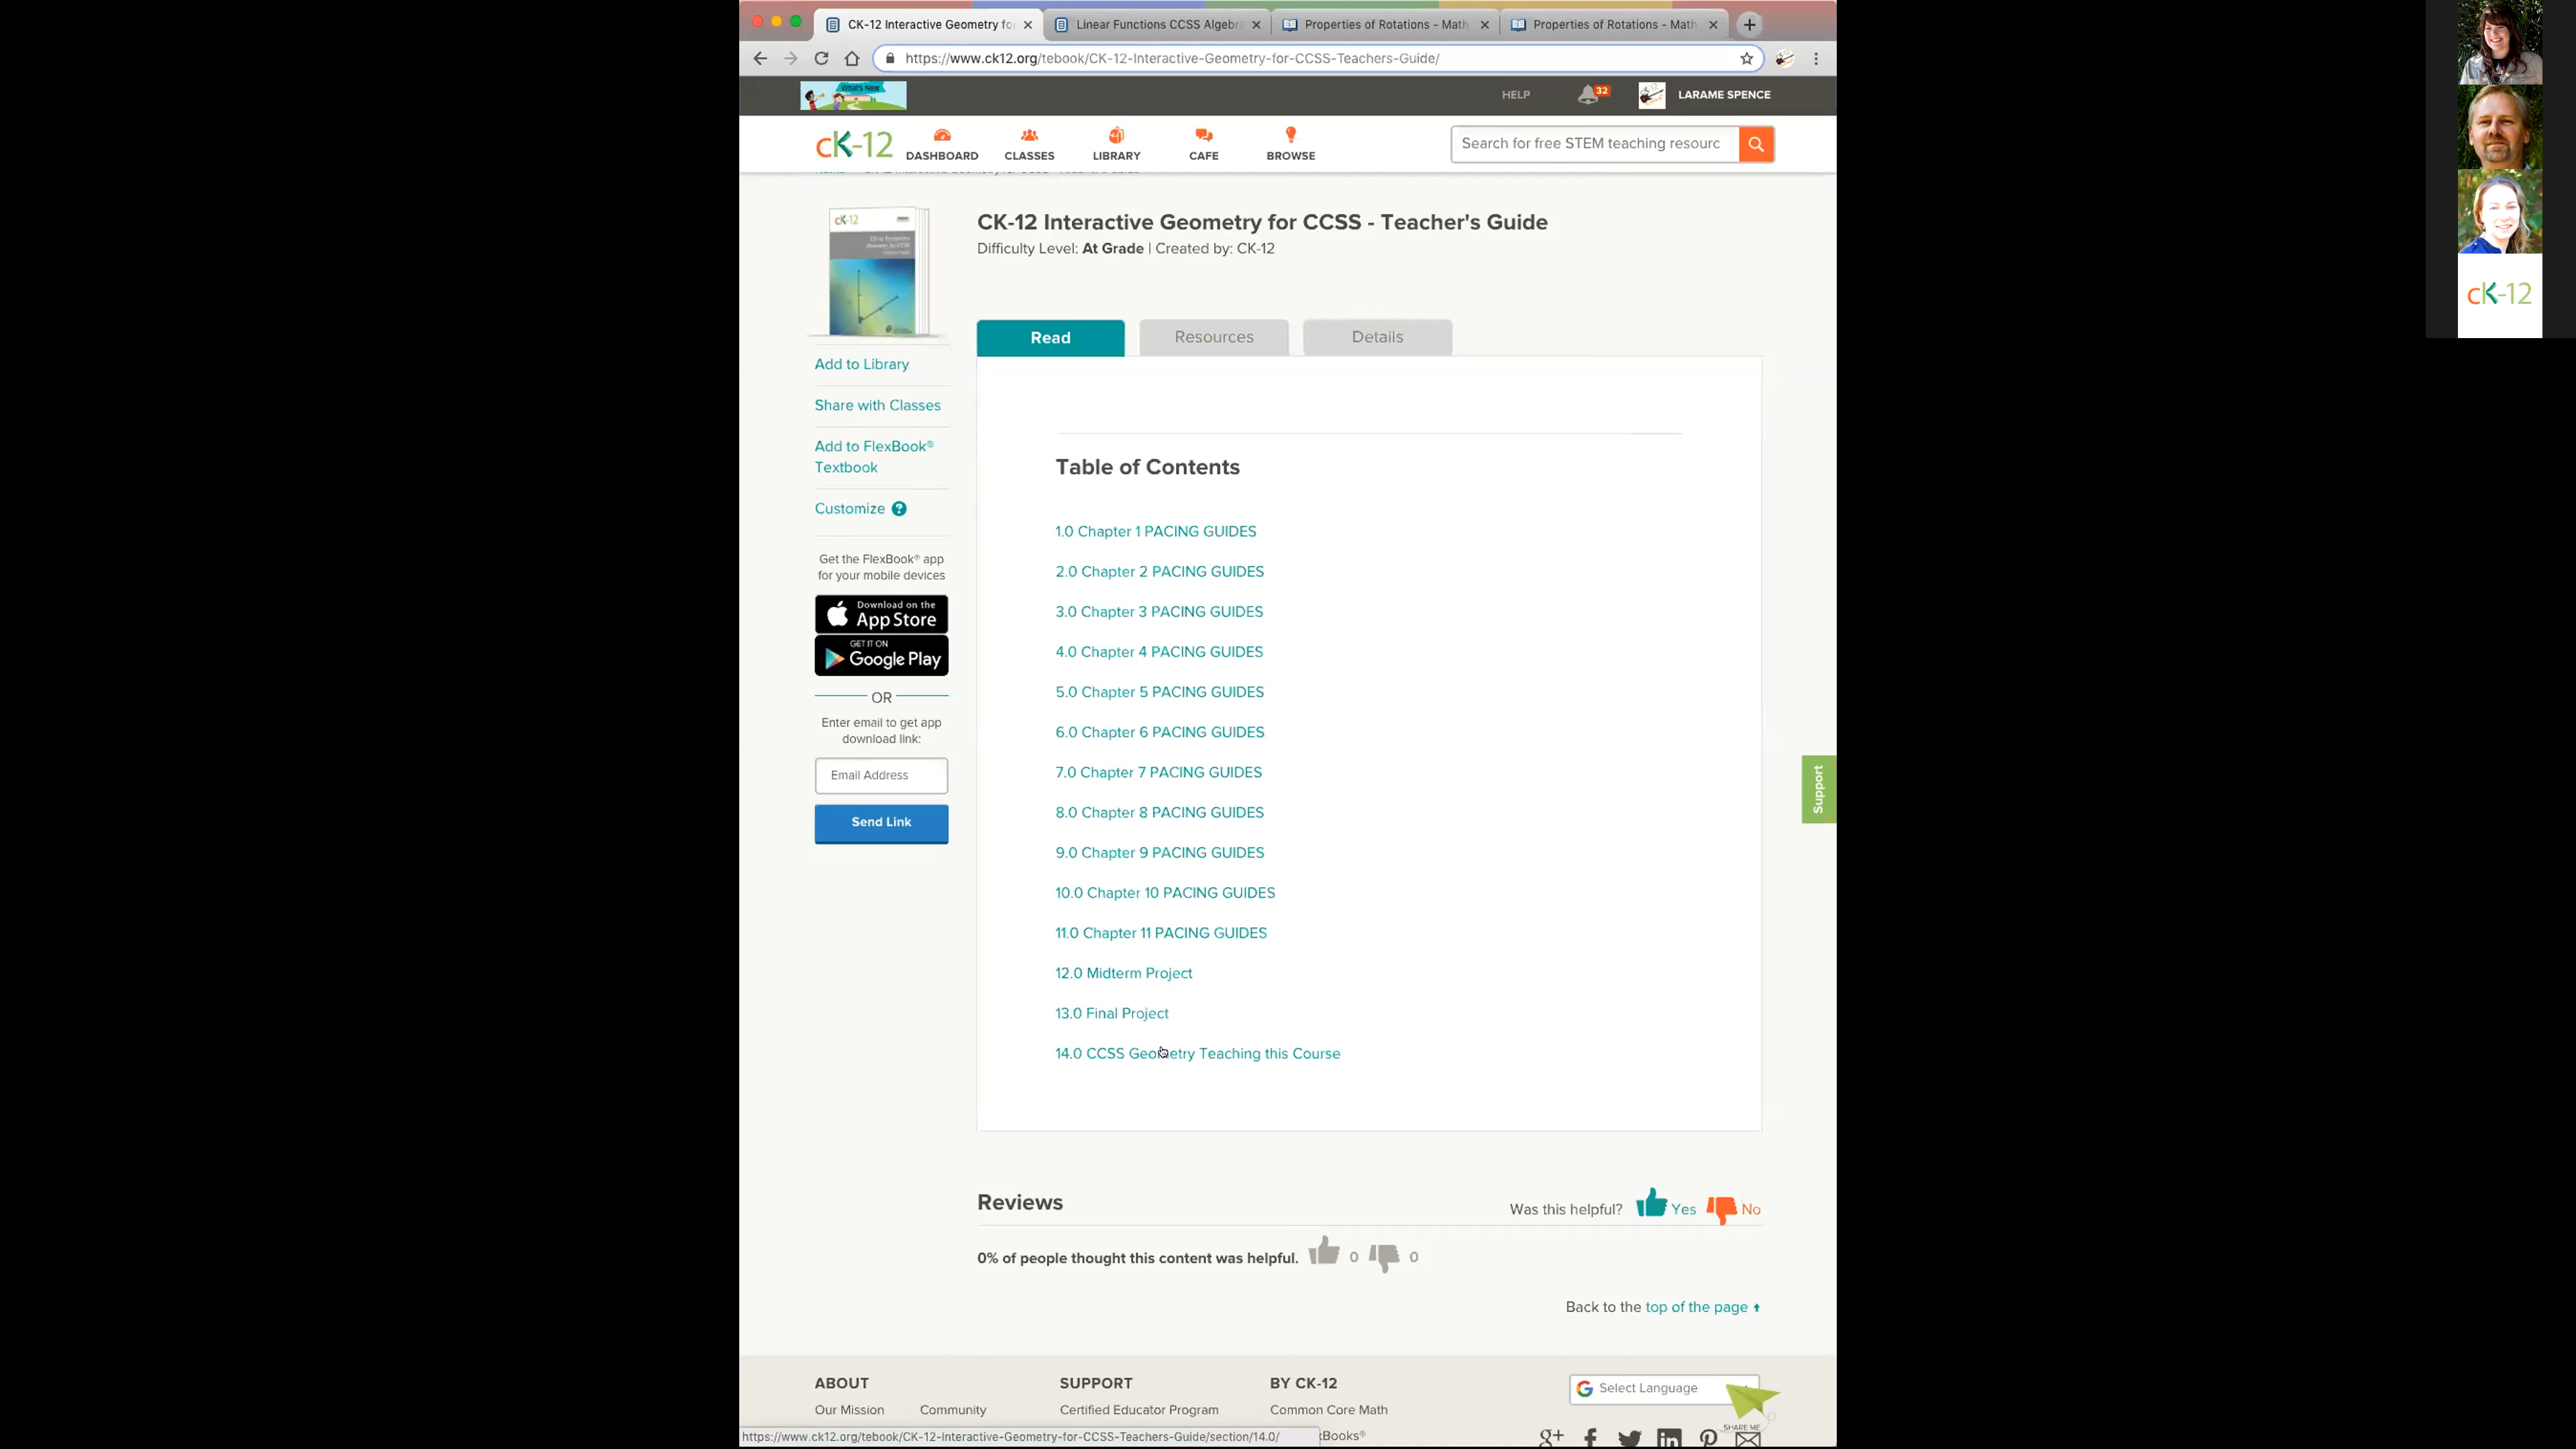 CK-12 Interactive Geometry fo
Linear Functions CCSS Algebr
Properties of Rotations - Math
Properties of Rotations - Math
https://www.ck12.org/tebook/CK-12-Interactive-Geometry-for-CCSS-Teachers-Guide/
What's New
HELP
32
LARAME SPENCE
cK-12
DASHBOARD
CLASSES
LIBRARY
CAFE
BROWSE
Search for free STEM teaching resourc
cK-12
CK-12 Interactive Geometry for CCSS - Teacher's Guide
Difficulty Level: At Grade | Created by: CK-12
cK-12
Read
Resources
Details
Add to Library
Share with Classes
Add to FlexBook®
Textbook
Customize ?
Get the FlexBook® app
for your mobile devices
Download on the
App Store
GET IT ON
Google Play
OR
Enter email to get app
download link:
Email Address
Send Link
Table of Contents
1.0 Chapter 1 PACING GUIDES
2.0 Chapter 2 PACING GUIDES
3.0 Chapter 3 PACING GUIDES
4.0 Chapter 4 PACING GUIDES
5.0 Chapter 5 PACING GUIDES
6.0 Chapter 6 PACING GUIDES
7.0 Chapter 7 PACING GUIDES
8.0 Chapter 8 PACING GUIDES
9.0 Chapter 9 PACING GUIDES
10.0 Chapter 10 PACING GUIDES
11.0 Chapter 11 PACING GUIDES
12.0 Midterm Project
13.0 Final Project
14.0 CCSS Geometry Teaching this Course
Support
Reviews
Was this helpful? Yes No
0% of people thought this content was helpful. 0 0
Back to the top of the page
ABOUT
SUPPORT
BY CK-12
Select Language
Our Mission
Community
Certified Educator Program
Common Core Math
SHARE ME
https://www.ck12.org/tebook/CK-12-Interactive-Geometry-for-CCSS-Teachers-Guide/section/14.0/
xBooks®